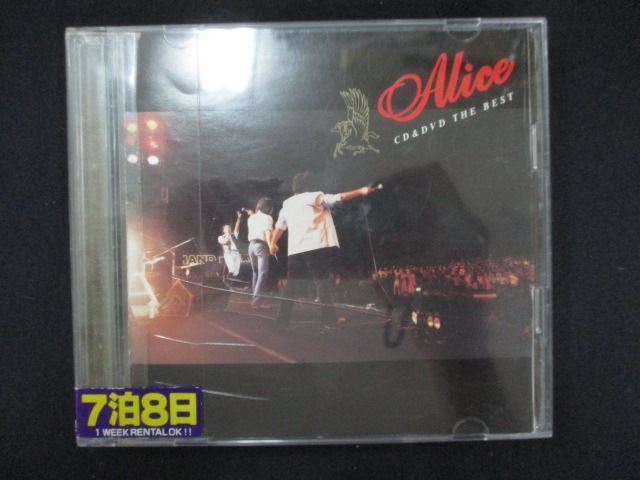 Alice
CD&DVD THE BEST
7泊8日
1 WEEK RENTAL OK!!